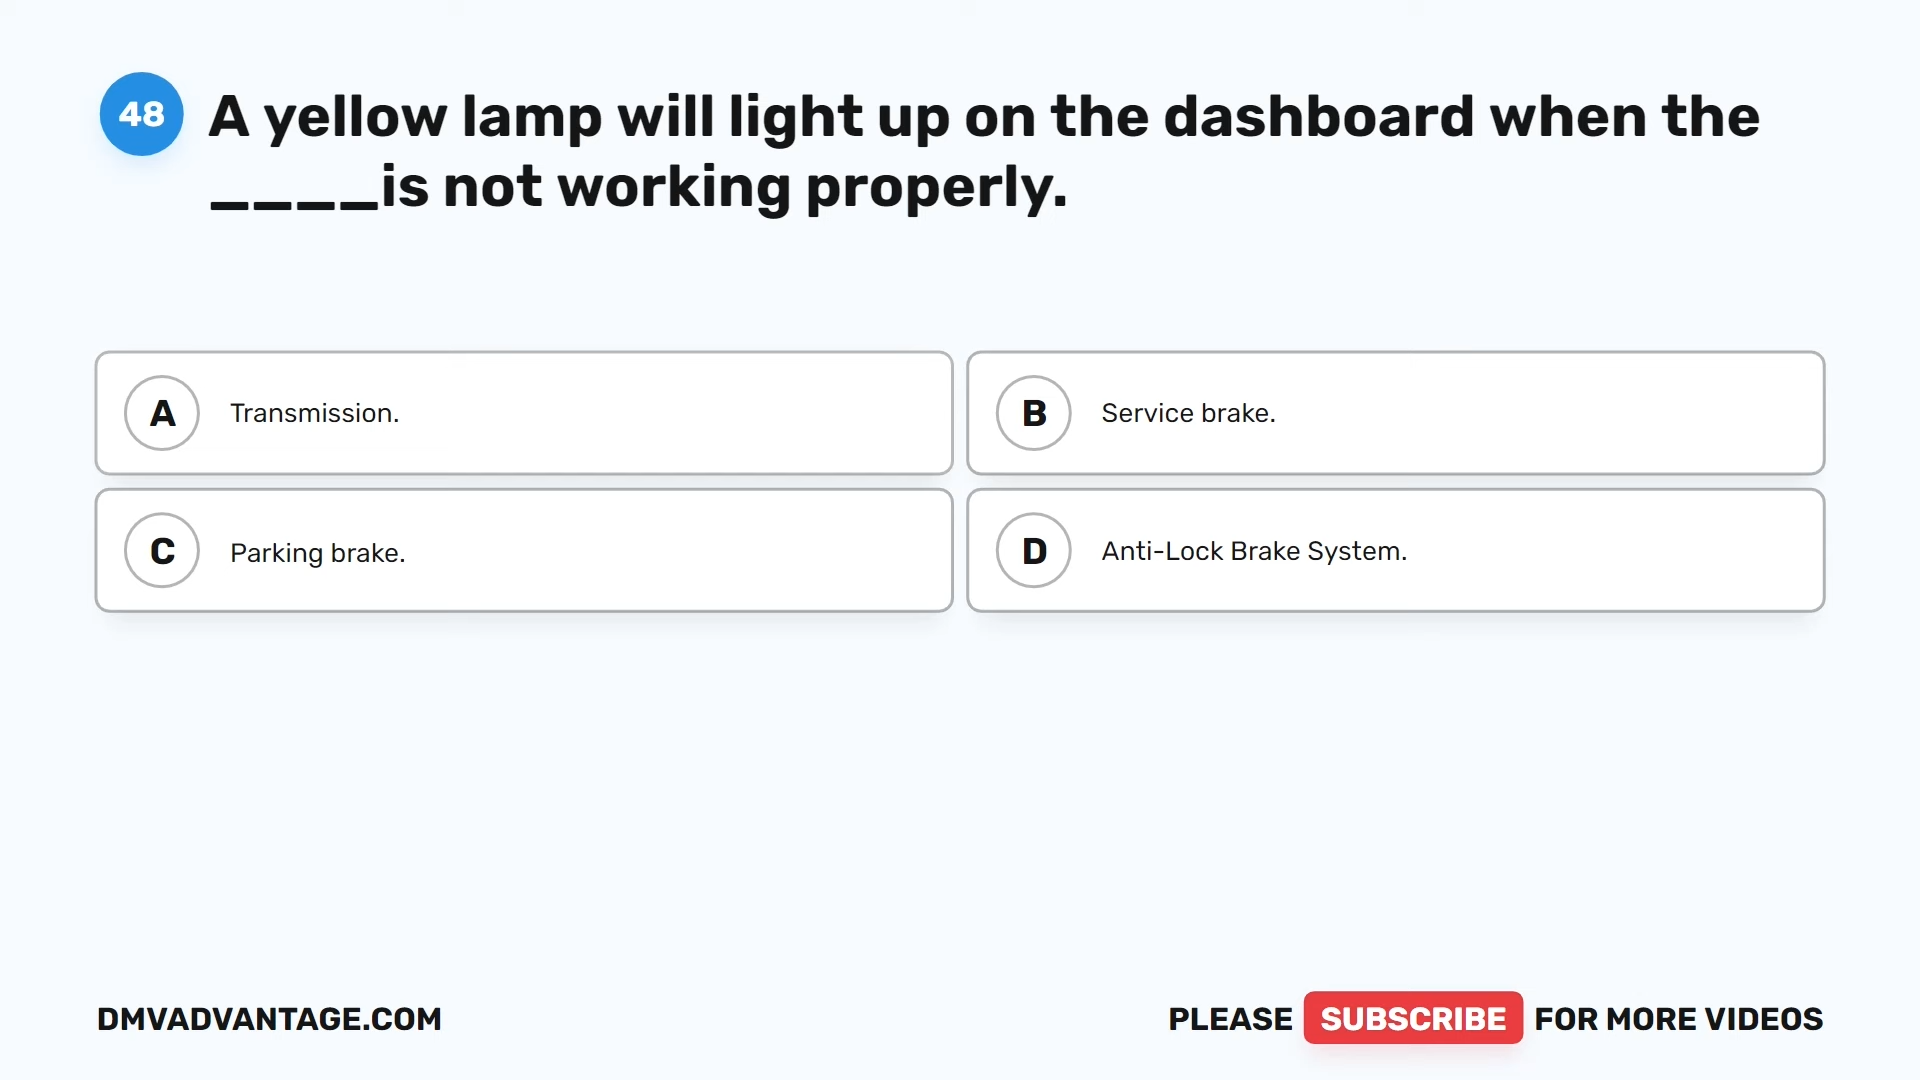 48
A yellow lamp will light up on the dashboard when the
____is not working properly.
A
Transmission.
B
Service brake.
C
Parking brake.
D
Anti-Lock Brake System.
DMVADVANTAGE.COM
PLEASE SUBSCRIBE FOR MORE VIDEOS